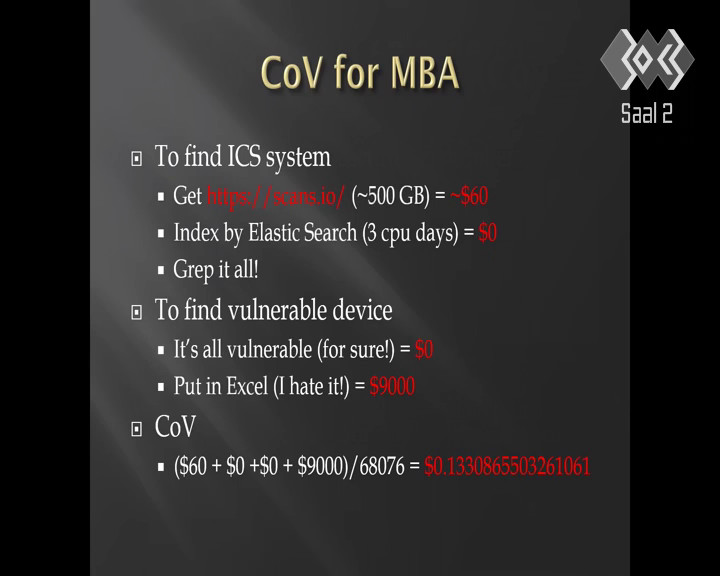 CoV for MBA
Saal 2
To find ICS system
Get https://scans.io/ (~500 GB) = ~$60
Index by Elastic Search (3 cpu days) = $0
Grep it all!
To find vulnerable device
It's all vulnerable (for sure!) = $0
Put in Excel (I hate it!) = $9000
CoV
($60 + $0 +$0 + $9000)/68076 = $0.1330865503261061